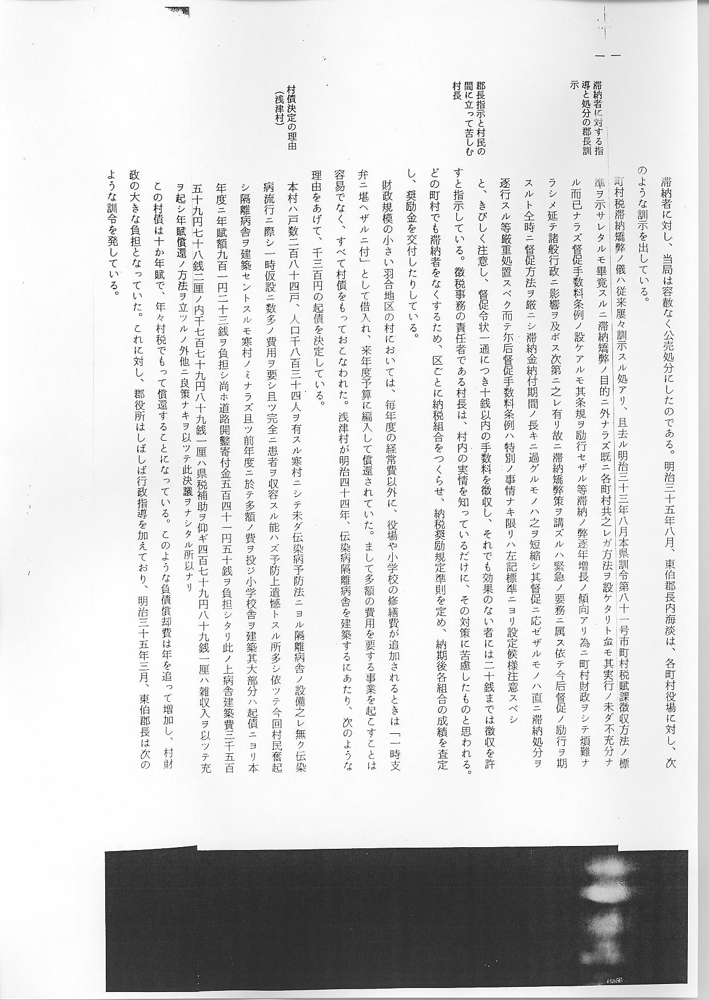 滞納者に対する指
導と処分の郡長訓
示
滞納者に対し、当局は容赦なく公売処分にしたのである。明治三十五年八月、東伯郡長内海淡は、各町村役場に対し、次
のような訓示を出している。
町村税滞納矯弊ノ儀ハ従来屡々訓示スル処アリ、且去ル明治三十三年八月本県訓令第八十一号市町村税賦課徴収方法ノ標
準ヲ示サレタルモ畢竟スルニ滞納矯弊ノ目的ニ外ナラズ既ニ各町村共之レガ方法ヲ設ケタリト雖モ其実行ノ未ダ不充分ナ
ル而已ナラズ督促手数料条例ノ設ケアルモ其条規ヲ励行セザル等滞納ノ弊逐年増長ノ傾向アリ為ニ町村財政ヲシテ煩難ナ
ラシメ延テ諸般行政ニ影響ヲ及ボス次第ニ之レ有リ故ニ滞納矯弊策ヲ講ズルハ緊急ノ要務ニ属ス依テ今后督促ノ励行ヲ期
スルト仝時ニ督促方法ヲ厳ニシ滞納金納付期間ノ長キニ過グルモノハ之ヲ短縮シ其督促ニ応ゼザルモノハ直ニ滞納処分ヲ
逐行スル等厳重処置スベク而テ尓后督促手数料条例ハ特別ノ事情ナキ限リハ左記標準ニヨリ設定候様注意スベシ
郡長指示と村民の
間に立って苦しむ
村長
と、きびしく注意し、督促令状一通につき十銭以内の手数料を徴収し、それでも効果のない者には二十銭までは徴収を許
すと指示している。徴税事務の責任者である村長は、村内の実情を知っているだけに、その対策に苦慮したものと思われる。
どの町村でも滞納者をなくするため、区ごとに納税組合をつくらせ、納税奨励規定準則を定め、納期後各組合の成績を査定
し、奨励金を交付したりしている。
財政規模の小さい羽合地区の村においては、毎年度の経常費以外に、役場や小学校の修繕費が追加されるときは「一時支
弁ニ堪ヘザルニ付」として借入れ、来年度予算に編入して償還されていた。まして多額の費用を要する事業を起こすことは
容易でなく、すべて村債をもっておこなわれた。浅津村が明治四十四年、伝染病隔離病舎を建築するにあたり、次のような
理由をあげて、千三百円の起債を決定している。
村債決定の理由
（浅津村）
本村ハ戸数二百八十四戸、人口千八百三十四人ヲ有スル寒村ニシテ未ダ伝染病予防法ニヨル隔離病舎ノ設備之レ無ク伝染
病流行ニ際シ一時仮設ニ数多ノ費用ヲ要シ且ツ完全ニ患者ヲ収容スル能ハズ予防上遺憾トスル所多シ依ツテ今回村民奮起
シ隔離病舎ヲ建築セントスルモ寒村ノミナラズ且ツ前年度ニ於テ多額ノ費ヲ投ジ小学校舎ヲ建築其大部分ハ起債ニヨリ本
年度ニ年賦額九百一円二十三銭ヲ負担シ尚ホ道路開鑿寄付金五百四十一円五十銭ヲ負担シタリ此ノ上病舎建築費三千五百
五十九円七十八銭二厘ノ内千七百七十九円八十九銭一厘ハ県税補助ヲ仰ギ四百七十九円八十九銭一厘ハ雑収入ヲ以ツテ充
ヲ起シ年賦償還ノ方法ヲ立ツルノ外他ニ良策ナキヲ以ツテ此決議ヲナシタル所以ナリ
この村債は十か年賦で、年々村税でもって償還することになっている。このような負債償却費は年を追って増加し、村財
政の大きな負担となっていた。これに対し、郡役所はしばしば行政指導を加えており、明治三十五年三月、東伯郡長は次の
ような訓令を発している。